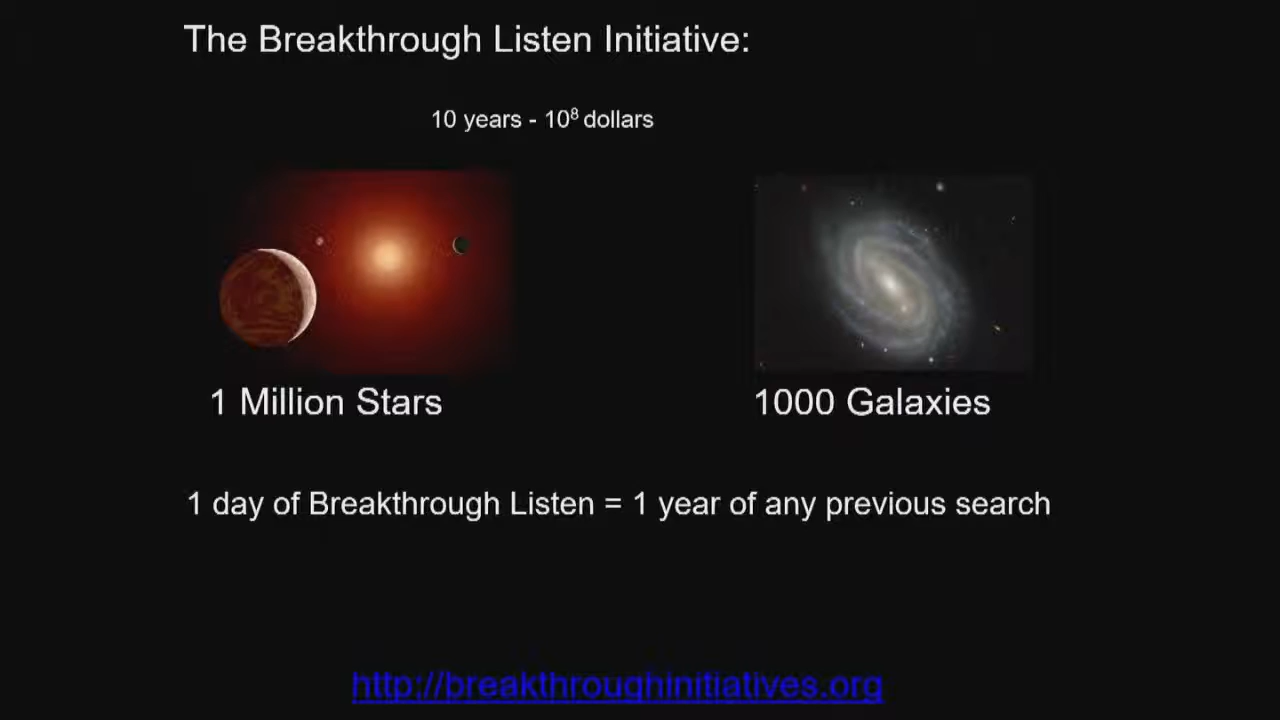 The Breakthrough Listen Initiative:
10 years - 10⁸ dollars
1 Million Stars
1000 Galaxies
1 day of Breakthrough Listen = 1 year of any previous search
http://breakthroughinitiatives.org